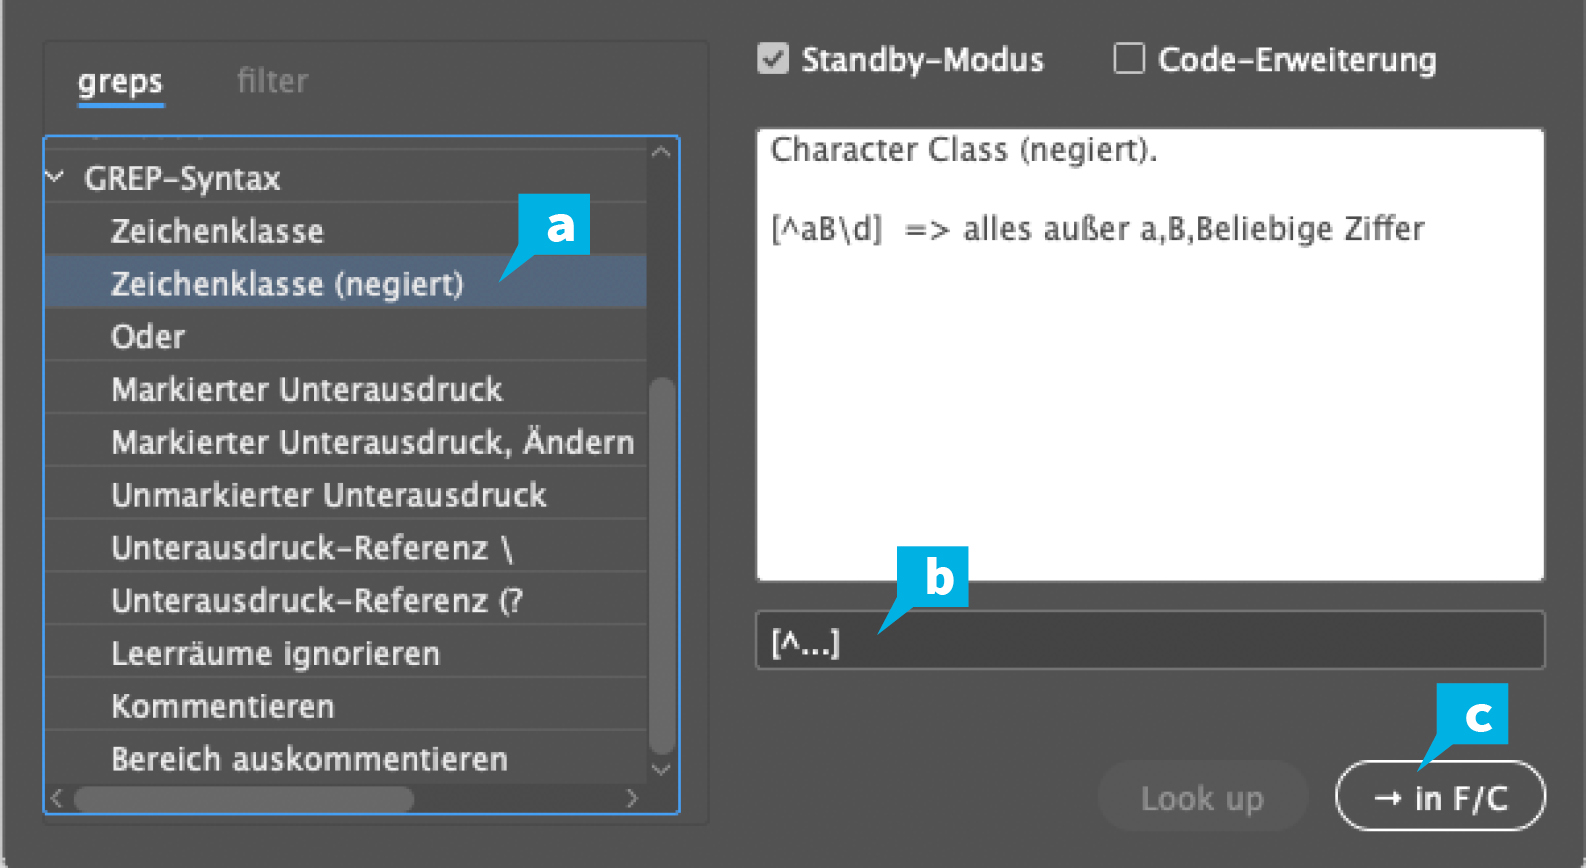 greps filter
GREP-Syntax
Zeichenklasse
a
Zeichenklasse (negiert)
Oder
Markierter Unterausdruck
Markierter Unterausdruck, Ändern
Unmarkierter Unterausdruck
Unterausdruck-Referenz \
Unterausdruck-Referenz (?
Leerräume ignorieren
Kommentieren
Bereich auskommentieren
Standby-Modus Code-Erweiterung
Character Class (negiert).
[^aB\d] => alles außer a,B,Beliebige Ziffer
b
[^...]
c
Look up → in F/C